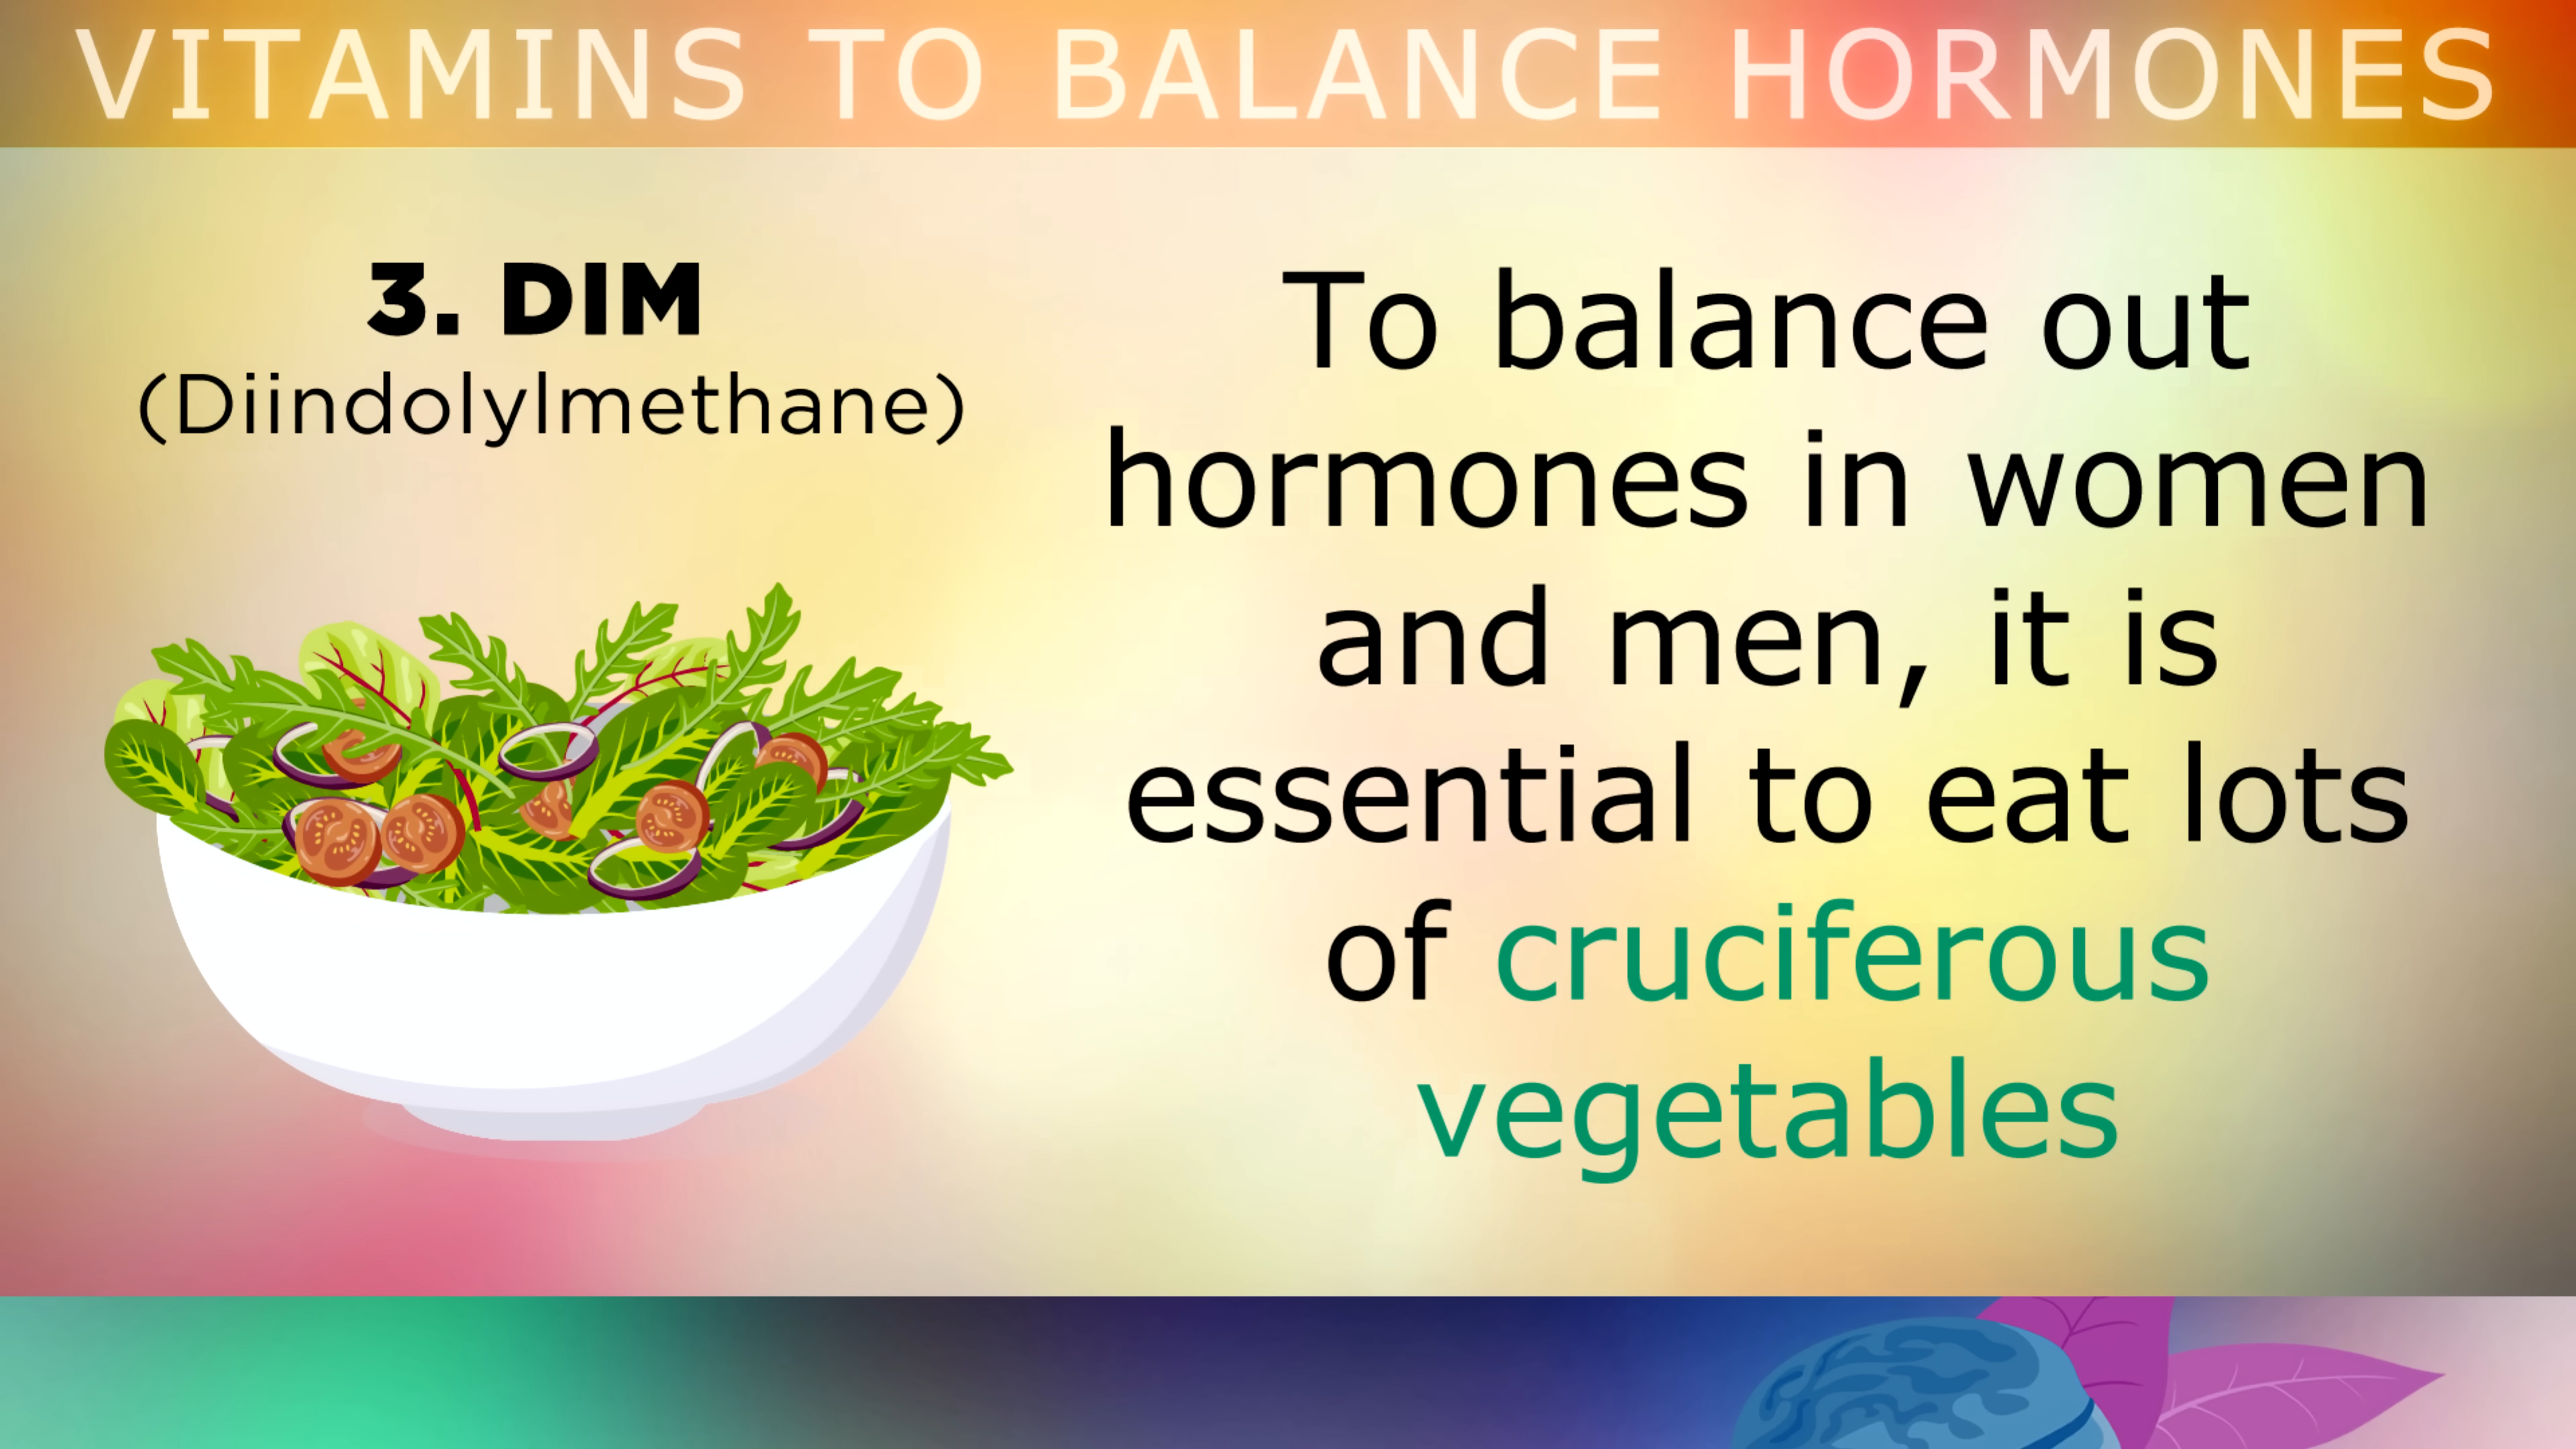 VITAMINS TO BALANCE HORMONES
3. DIM
(Diindolylmethane)
To balance out
hormones in women
and men, it is
essential to eat lots
of cruciferous
vegetables